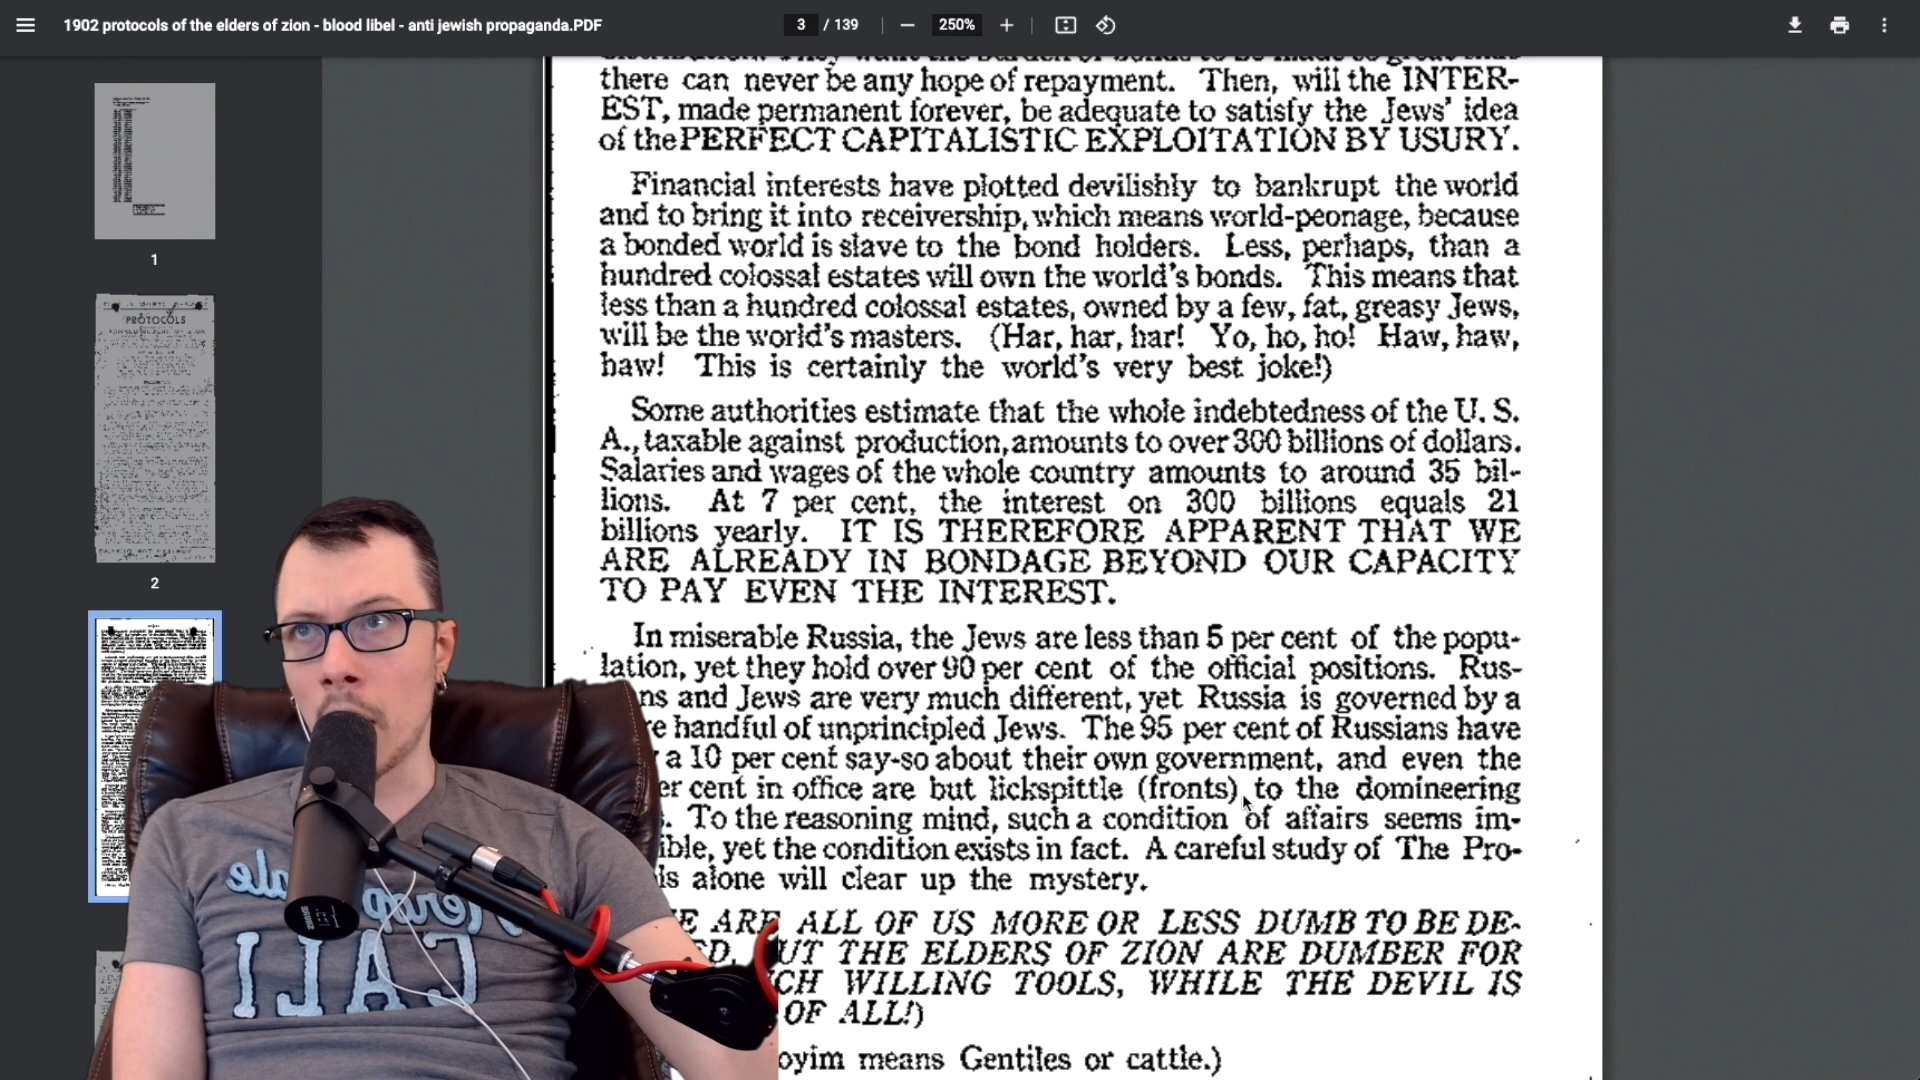 1902 protocols of the elders of zion - blood libel - anti jewish propaganda.PDF
3 / 139
250%
1
2
there can never be any hope of repayment. Then, will the INTER-
EST, made permanent forever, be adequate to satisfy the Jews' idea
of the PERFECT CAPITALISTIC EXPLOITATION BY USURY.
Financial interests have plotted devilishly to bankrupt the world
and to bring it into receivership, which means world-peonage, because
a bonded world is slave to the bond holders. Less, perhaps, than a
hundred colossal estates will own the world's bonds. This means that
less than a hundred colossal estates, owned by a few, fat, greasy Jews,
will be the world's masters. (Har, har, har! Yo, ho, ho! Haw, haw,
haw! This is certainly the world's very best joke!)
Some authorities estimate that the whole indebtedness of the U. S.
A., taxable against production, amounts to over 300 billions of dollars.
Salaries and wages of the whole country amounts to around 35 bil-
lions. At 7 per cent, the interest on 300 billions equals 21
billions yearly. IT IS THEREFORE APPARENT THAT WE
ARE ALREADY IN BONDAGE BEYOND OUR CAPACITY
TO PAY EVEN THE INTEREST.
In miserable Russia, the Jews are less than 5 per cent of the popu-
lation, yet they hold over 90 per cent of the official positions. Rus-
ns and Jews are very much different, yet Russia is governed by a
e handful of unprincipled Jews. The 95 per cent of Russians have
a 10 per cent say-so about their own government, and even the
er cent in office are but lickspittle (fronts) to the domineering
. To the reasoning mind, such a condition of affairs seems im-
ible, yet the condition exists in fact. A careful study of The Pro-
ls alone will clear up the mystery.
E ARE ALL OF US MORE OR LESS DUMB TO BE DE-
D, UT THE ELDERS OF ZION ARE DUMBER FOR
CH WILLING TOOLS, WHILE THE DEVIL IS
OF ALL!)
oyim means Gentiles or cattle.)
PROTOCOLS
CALI